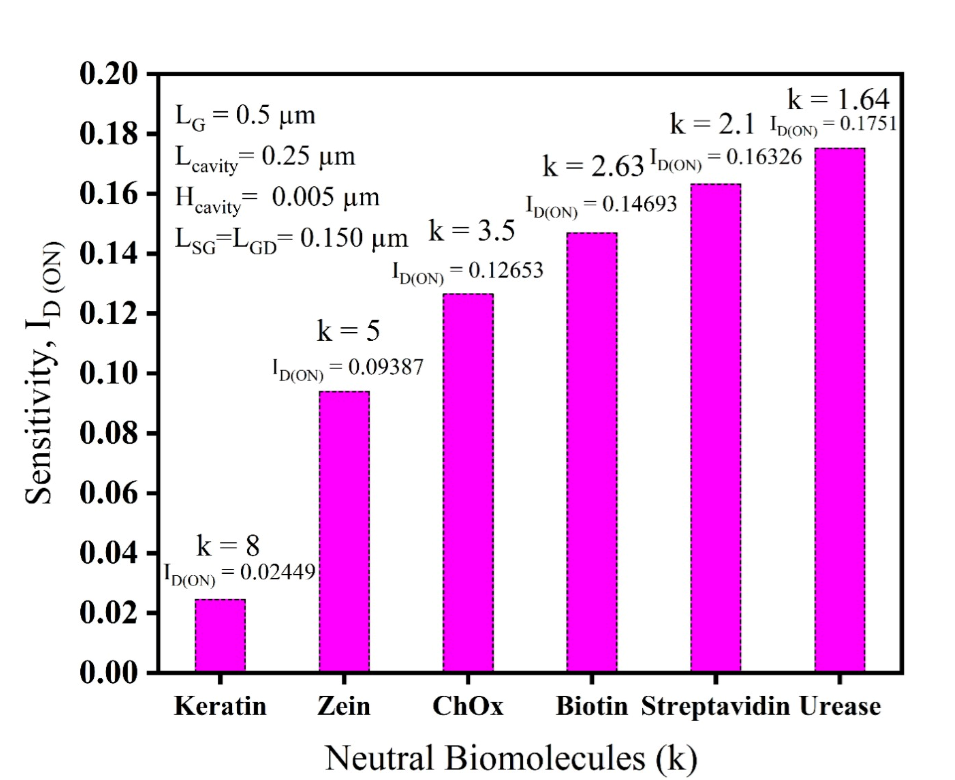 0.20
0.18
0.16
0.14
0.12
0.10
0.08
0.06
0.04
0.02
0.00
Sensitivity, I_D (ON)
L_G = 0.5 µm
L_cavity= 0.25 µm
H_cavity= 0.005 µm
L_SG=L_GD= 0.150 µm
k = 8
I_D(ON) = 0.02449
k = 5
I_D(ON) = 0.09387
k = 3.5
I_D(ON) = 0.12653
k = 2.63
I_D(ON) = 0.14693
k = 2.1
I_D(ON) = 0.16326
k = 1.64
I_D(ON) = 0.1751
Keratin Zein ChOx Biotin Streptavidin Urease
Neutral Biomolecules (k)